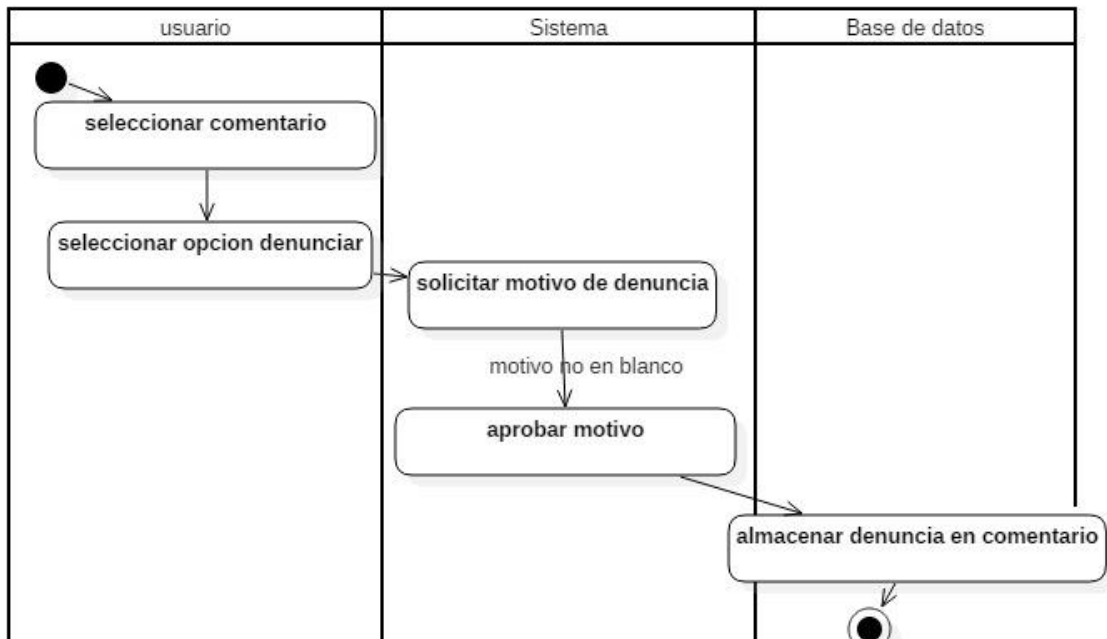 usuario
Sistema
Base de datos
seleccionar comentario
seleccionar opcion denunciar
solicitar motivo de denuncia
motivo no en blanco
aprobar motivo
almacenar denuncia en comentario